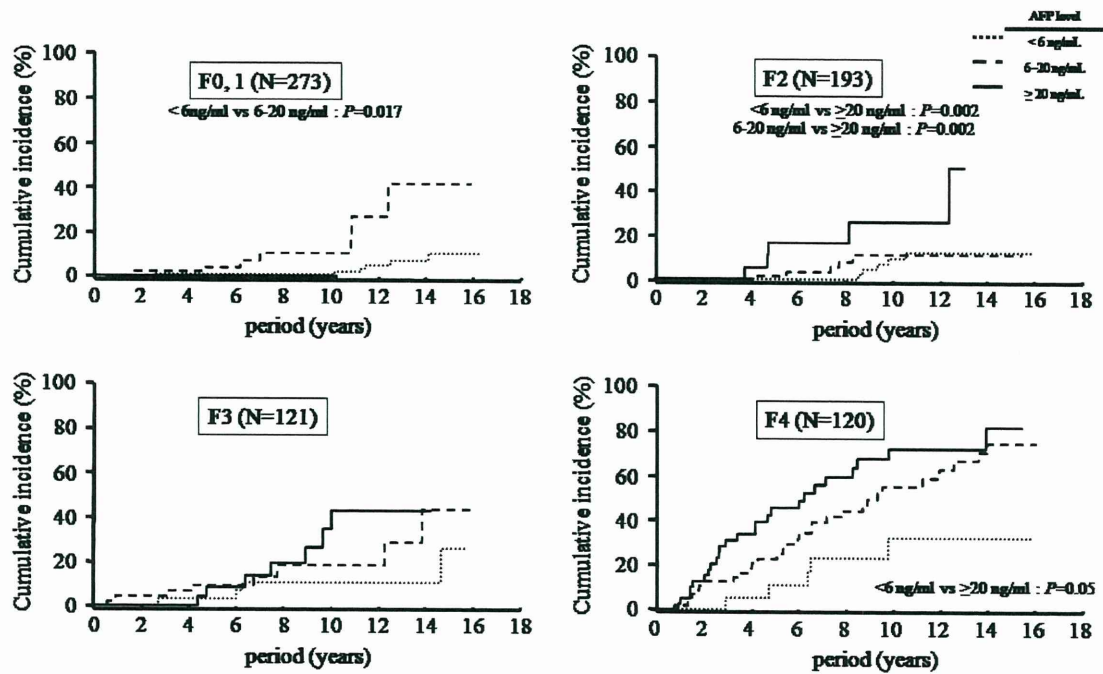 AFP level
< 6 ng/mL
6-20 ng/mL
≥ 20 ng/mL
Cumulative incidence (%)
100
80
60
40
20
0
F0, 1 (N=273)
< 6ng/ml vs 6-20 ng/ml : P=0.017
0 2 4 6 8 10 12 14 16 18
period (years)
Cumulative incidence (%)
100
80
60
40
20
0
F2 (N=193)
<6 ng/ml vs ≥20 ng/ml : P=0.002
6-20 ng/ml vs ≥20 ng/ml : P=0.002
0 2 4 6 8 10 12 14 16 18
period (years)
Cumulative incidence (%)
100
80
60
40
20
0
F3 (N=121)
0 2 4 6 8 10 12 14 16 18
period (years)
Cumulative incidence (%)
100
80
60
40
20
0
F4 (N=120)
<6 ng/ml vs ≥20 ng/ml : P=0.05
0 2 4 6 8 10 12 14 16 18
period (years)